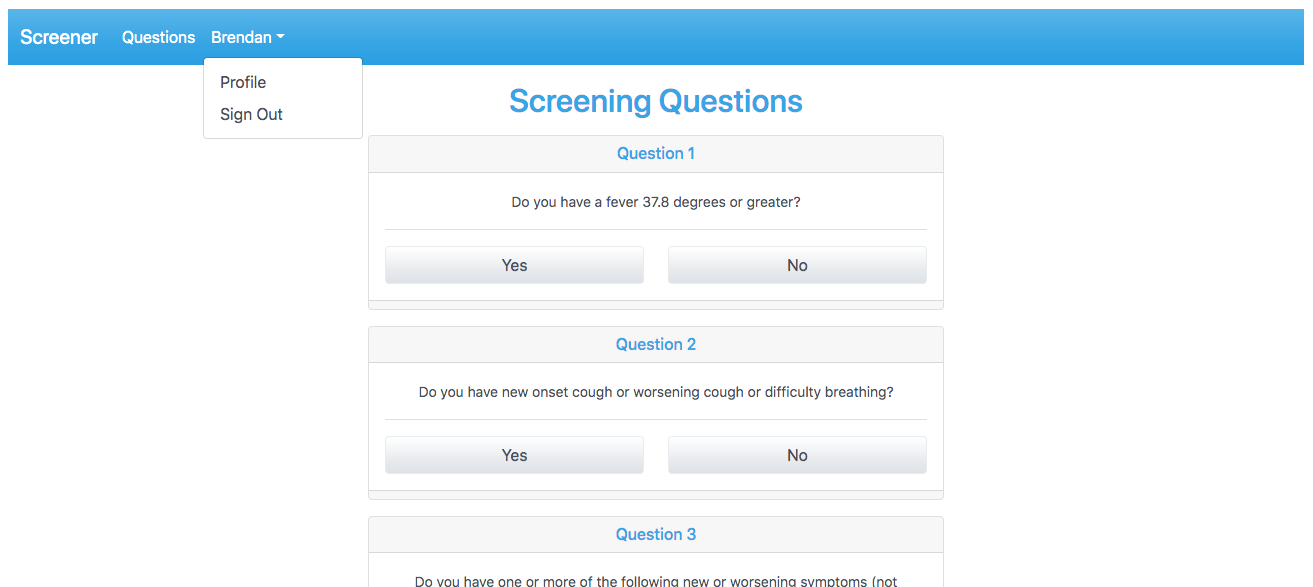 Screener Questions Brendan
Profile
Sign Out
Screening Questions
Question 1
Do you have a fever 37.8 degrees or greater?
Yes No
Question 2
Do you have new onset cough or worsening cough or difficulty breathing?
Yes No
Question 3
Do you have one or more of the following new or worsening symptoms (not